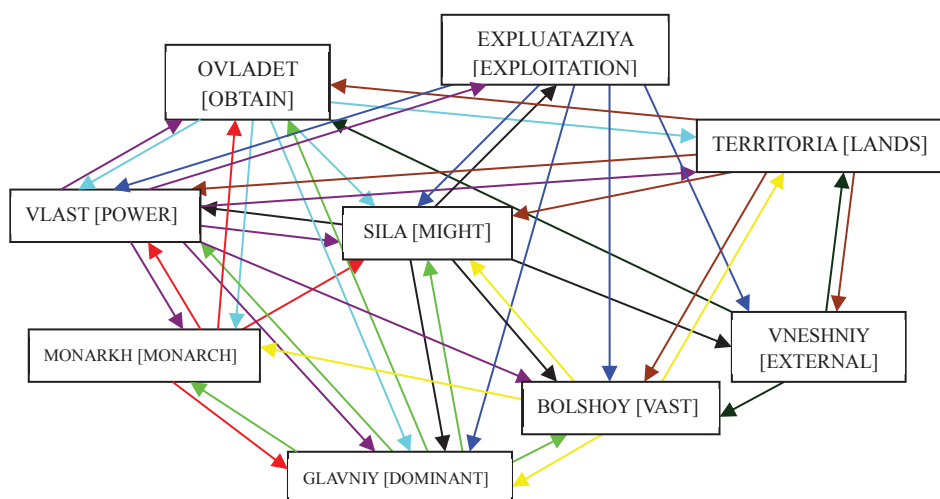 EXPLUATAZIYA
[EXPLOITATION]
OVLADET
[OBTAIN]
TERRITORIA [LANDS]
VLAST [POWER]
SILA [MIGHT]
MONARKH [MONARCH]
VNESHNIY
[EXTERNAL]
BOLSHOY [VAST]
GLAVNIY [DOMINANT]